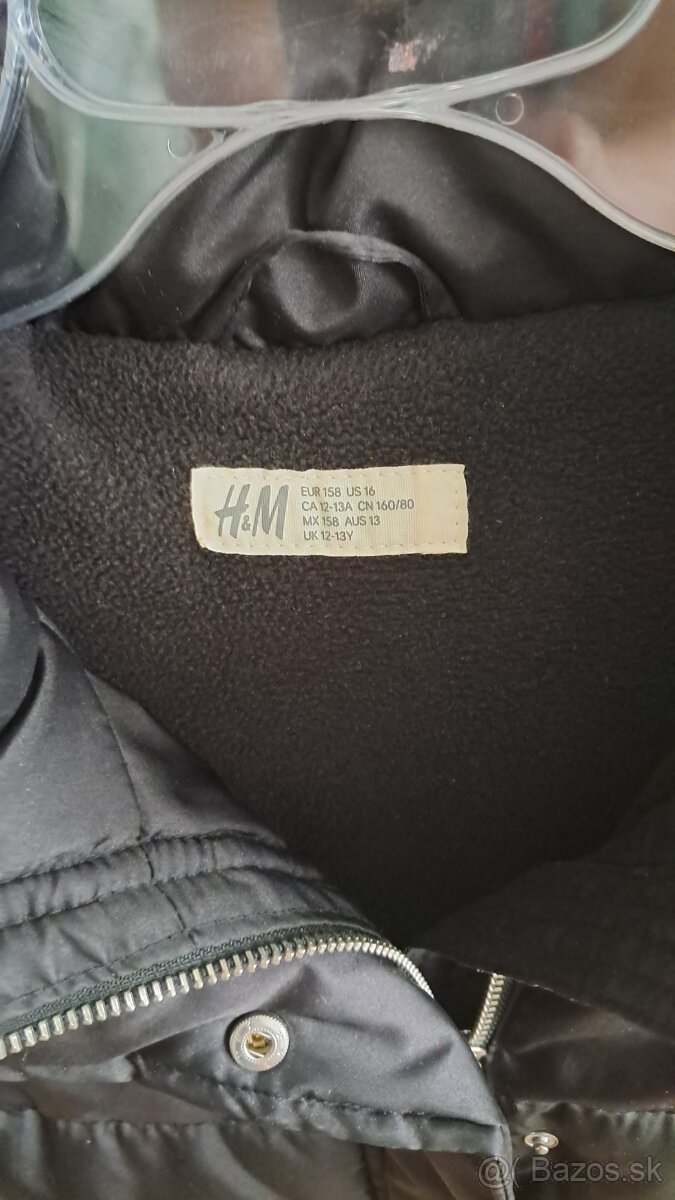 H&M
EUR 158 US 16
CA 12-13A CN 160/80
MX 158 AUS 13
UK 12-13Y
@( Bazos.sk